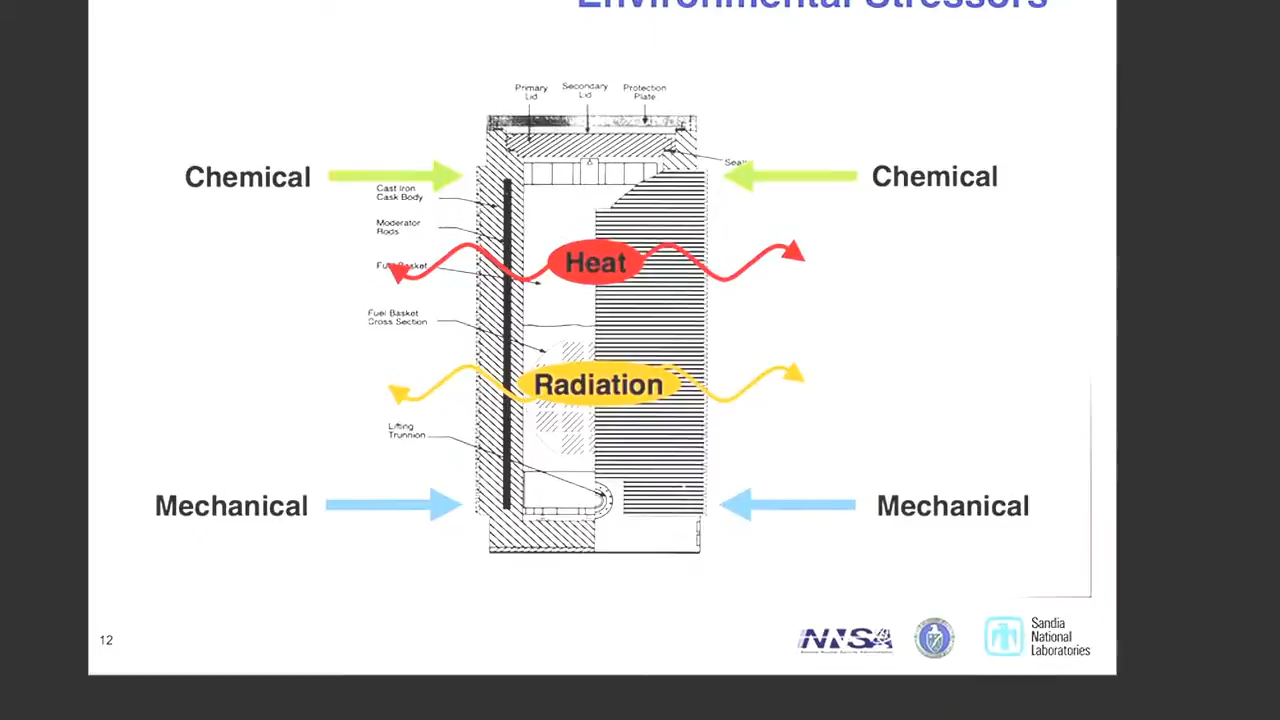 Environmental Stressors
Primary
Lid
Secondary
Lid
Protection
Plate
Chemical
Seal
Chemical
Cast Iron
Cask Body
Moderator
Rods
Heat
Fuel Basket
Fuel Basket
Cross Section
Radiation
Lifting
Trunnion
Mechanical
Mechanical
12
NNSA
Sandia
National
Laboratories